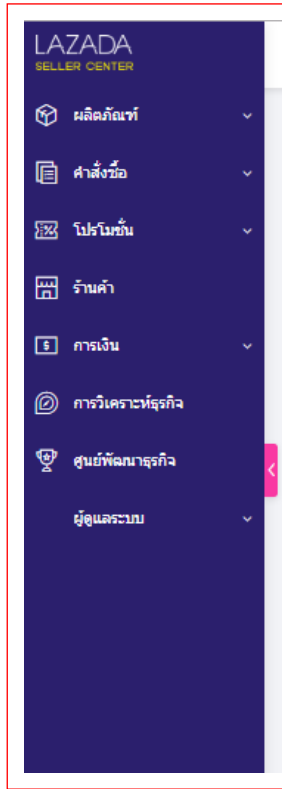 LAZADA
SELLER CENTER
ผลิตภัณฑ์
คำสั่งซื้อ
โปรโมชั่น
ร้านค้า
การเงิน
การวิเคราะห์ธุรกิจ
ศูนย์พัฒนาธุรกิจ
ผู้ดูแลระบบ